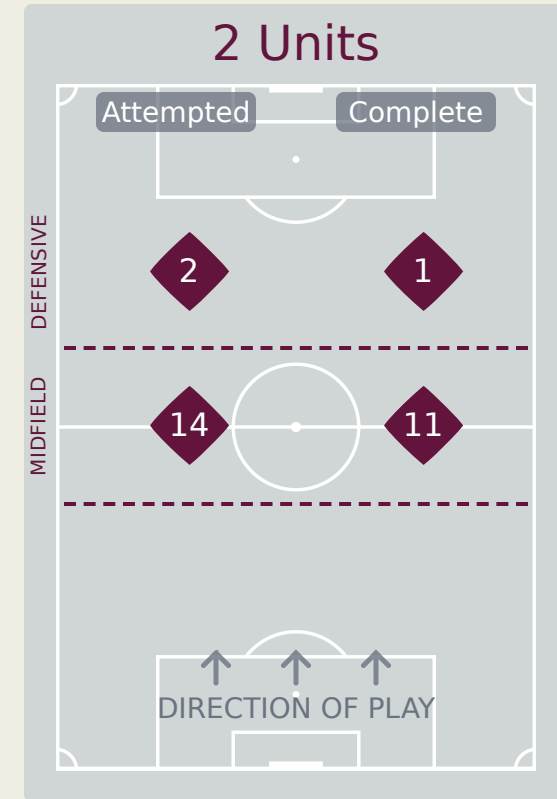 2 Units
Attempted
Complete
DEFENSIVE
2
1
MIDFIELD
14
11
DIRECTION OF PLAY